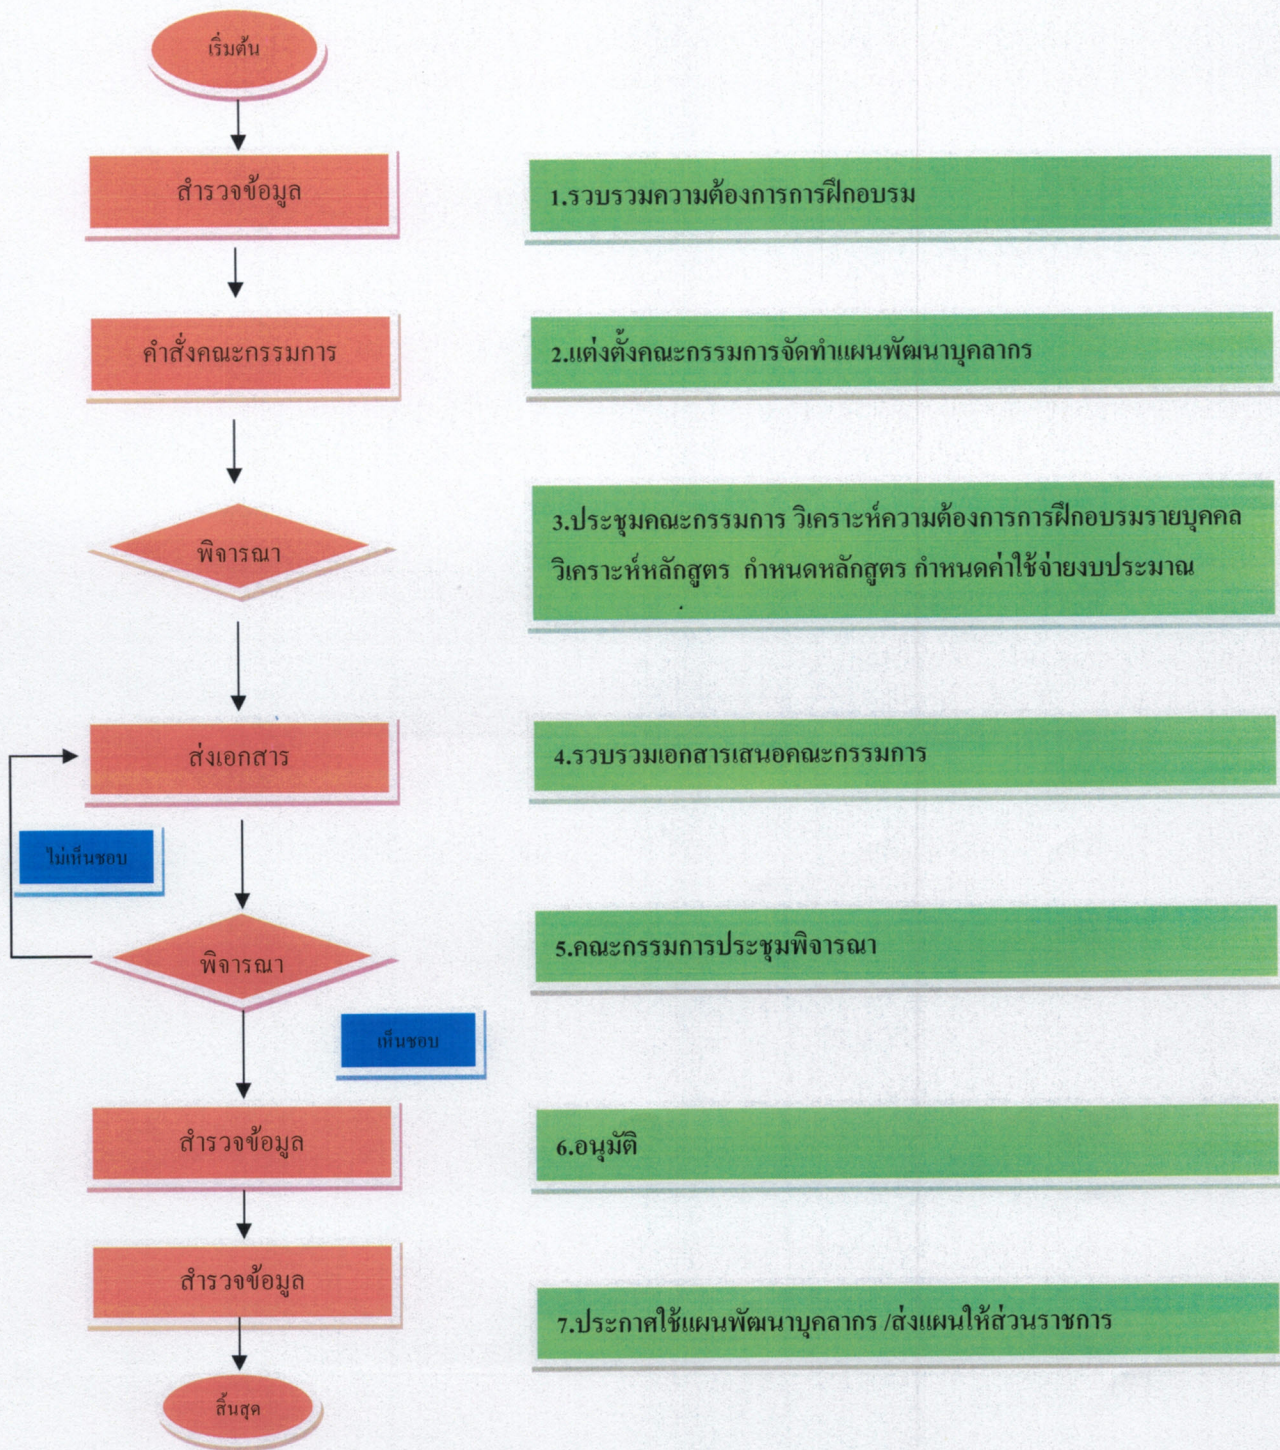 เริ่มต้น
สำรวจข้อมูล
1.รวบรวมความต้องการการฝึกอบรม
คำสั่งคณะกรรมการ
2.แต่งตั้งคณะกรรมการจัดทำแผนพัฒนาบุคลากร
พิจารณา
3.ประชุมคณะกรรมการ วิเคราะห์ความต้องการการฝึกอบรมรายบุคคล
วิเคราะห์หลักสูตร กำหนดหลักสูตร กำหนดค่าใช้จ่ายงบประมาณ
ส่งเอกสาร
4.รวบรวมเอกสารเสนอคณะกรรมการ
ไม่เห็นชอบ
พิจารณา
5.คณะกรรมการประชุมพิจารณา
เห็นชอบ
สำรวจข้อมูล
6.อนุมัติ
สำรวจข้อมูล
7.ประกาศใช้แผนพัฒนาบุคลากร /ส่งแผนให้ส่วนราชการ
สิ้นสุด